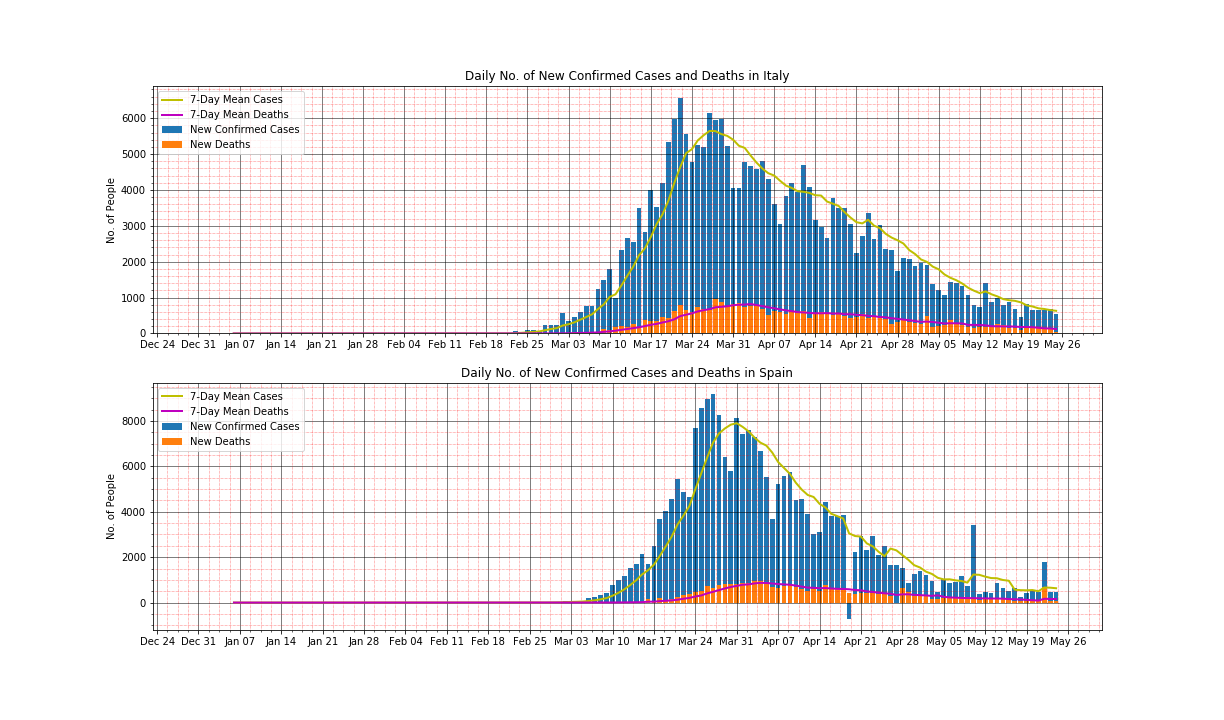 Daily No. of New Confirmed Cases and Deaths in Italy
7-Day Mean Cases
7-Day Mean Deaths
New Confirmed Cases
New Deaths
No. of People
6000
5000
4000
3000
2000
1000
0
Dec 24 Dec 31 Jan 07 Jan 14 Jan 21 Jan 28 Feb 04 Feb 11 Feb 18 Feb 25 Mar 03 Mar 10 Mar 17 Mar 24 Mar 31 Apr 07 Apr 14 Apr 21 Apr 28 May 05 May 12 May 19 May 26
Daily No. of New Confirmed Cases and Deaths in Spain
7-Day Mean Cases
7-Day Mean Deaths
New Confirmed Cases
New Deaths
No. of People
8000
6000
4000
2000
0
Dec 24 Dec 31 Jan 07 Jan 14 Jan 21 Jan 28 Feb 04 Feb 11 Feb 18 Feb 25 Mar 03 Mar 10 Mar 17 Mar 24 Mar 31 Apr 07 Apr 14 Apr 21 Apr 28 May 05 May 12 May 19 May 26